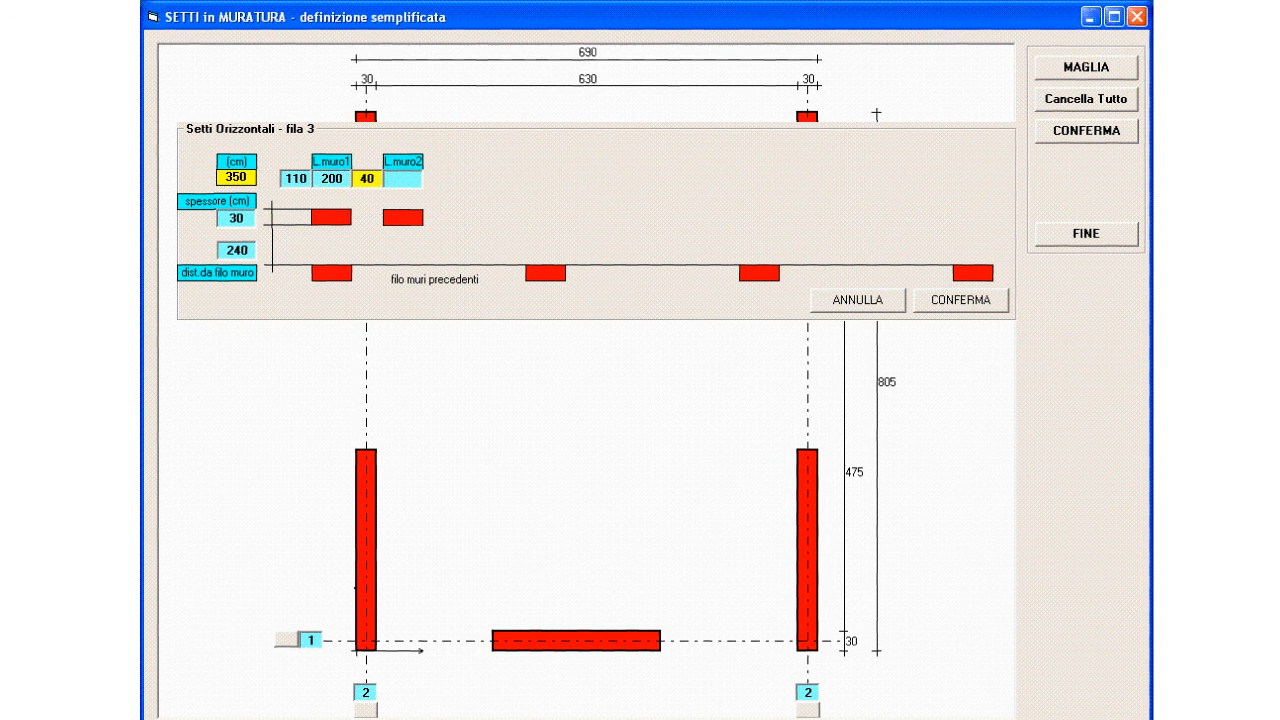 SETTI in MURATURA - definizione semplificata
690
30 630 30
MAGLIA
Cancella Tutto
CONFERMA
FINE
Setti Orizzontali - fila 3
(cm) L.muro1 L.muro2
350 110 200 40
spessore (cm)
30
240
dist.da filo muro
filo muri precedenti
ANNULLA CONFERMA
805
475
1
30
2 2